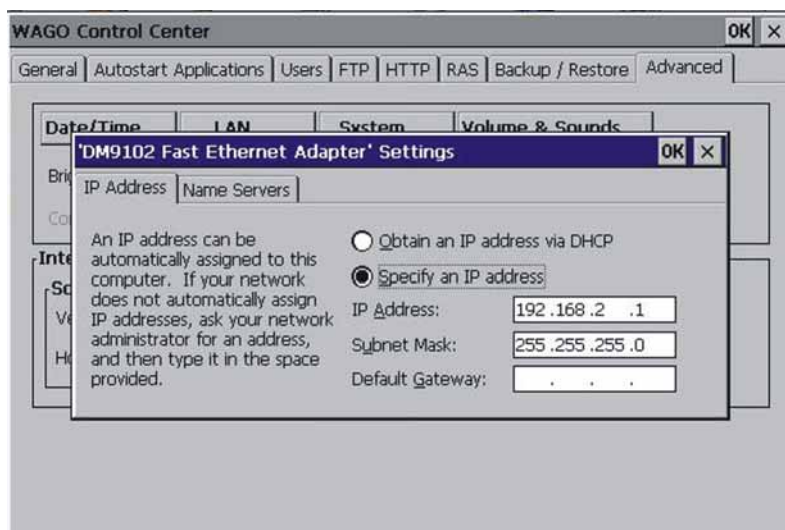 WAGO Control Center OK ×
General Autostart Applications Users FTP HTTP RAS Backup / Restore Advanced
Date/Time LAN System Volume & Sounds
'DM9102 Fast Ethernet Adapter' Settings OK ×
IP Address Name Servers
An IP address can be
automatically assigned to this
computer. If your network
does not automatically assign
IP addresses, ask your network
administrator for an address,
and then type it in the space
provided.
Obtain an IP address via DHCP
Specify an IP address
IP Address: 192 .168 .2 .1
Subnet Mask: 255 .255 .255 .0
Default Gateway: . . .